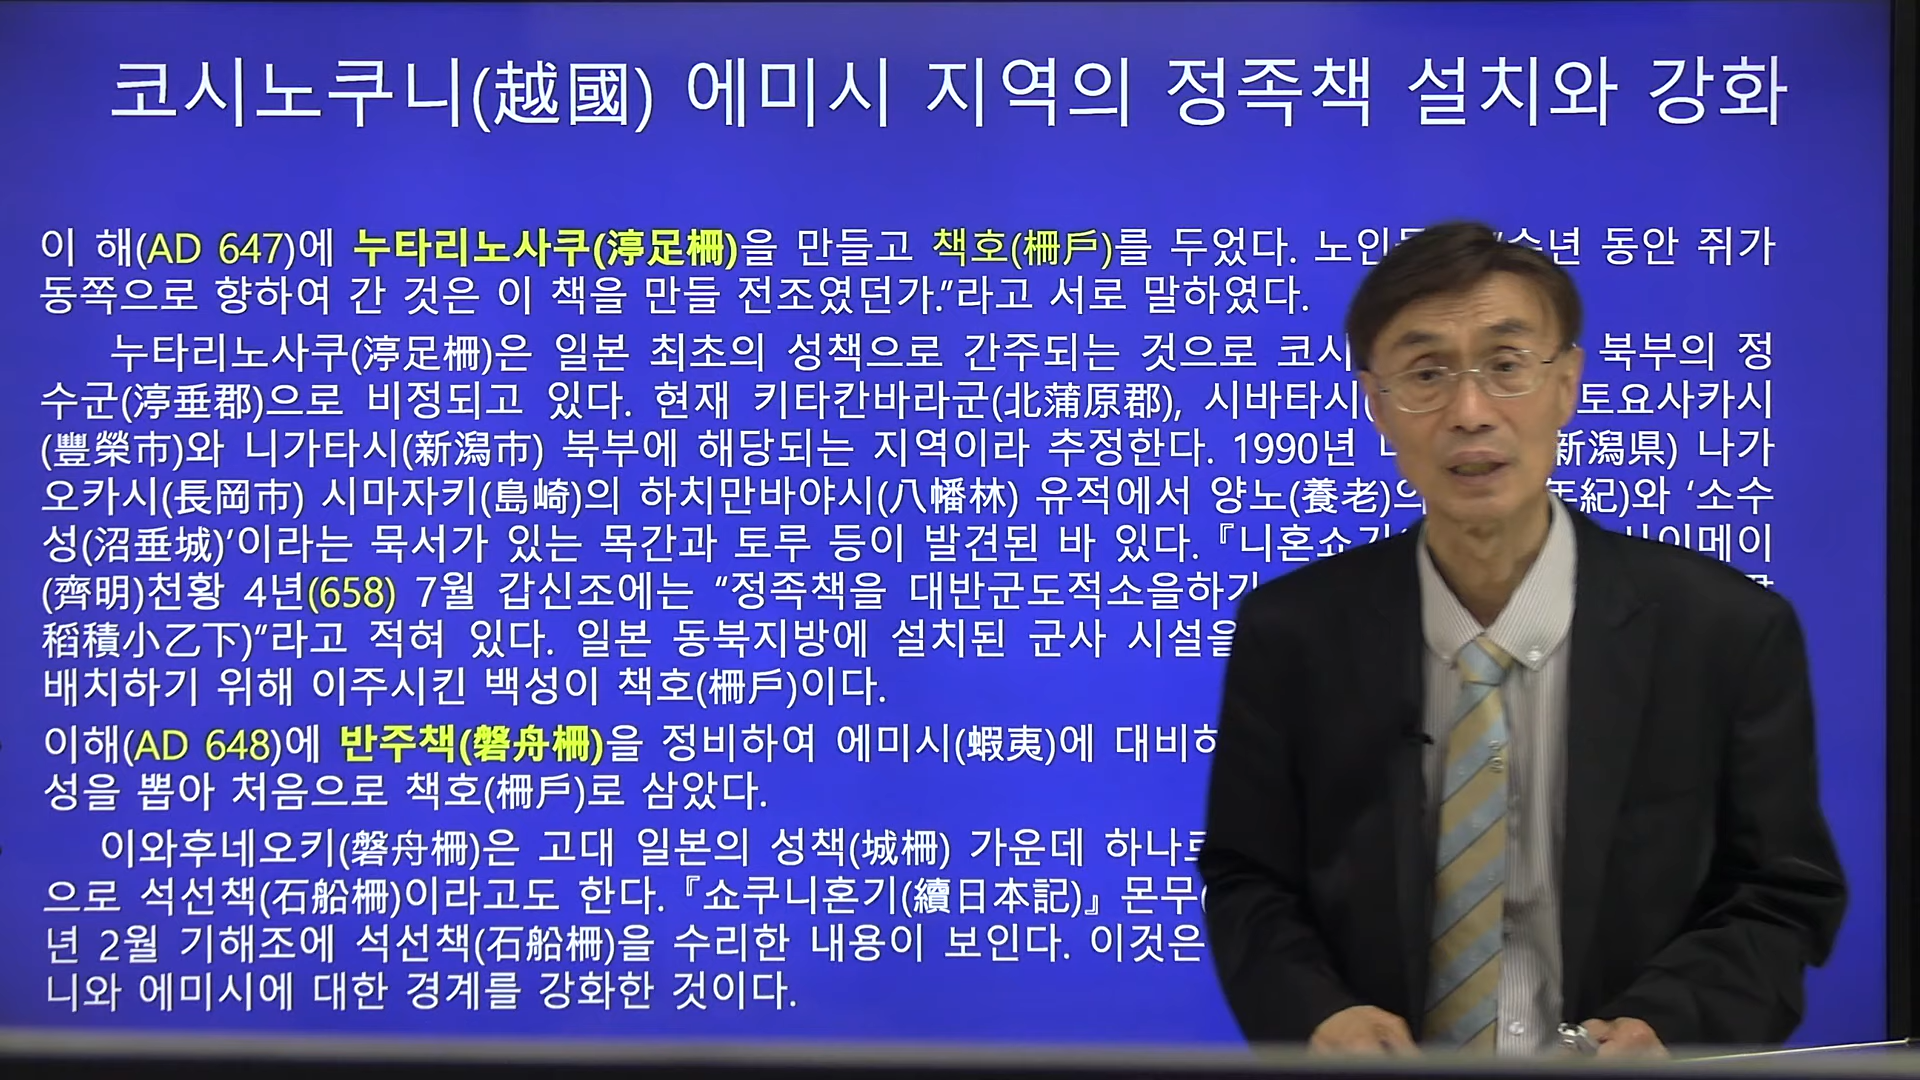 코시노쿠니(越國) 에미시 지역의 정족책 설치와 강화
이 해(AD 647)에 누타리노사쿠(渟足柵)을 만들고 책호(柵戶)를 두었다. 노인 동안 쥐가
동쪽으로 향하여 간 것은 이 책을 만들 전조였던가.”라고 서로 말하였다.
누타리노사쿠(渟足柵)은 일본 최초의 성책으로 간주되는 것으로 코시 북부의 정
수군(渟垂郡)으로 비정되고 있다. 현재 키타칸바라군(北蒲原郡), 시바타시( 토요사카시
(豐榮市)와 니가타시(新潟市) 북부에 해당되는 지역이라 추정한다. 1990년 新潟県) 나가
오카시(長岡市) 시마자키(島崎)의 하치만바야시(八幡林) 유적에서 양노(養老)의 年紀)와 ‘소수
성(沼垂城)’이라는 묵서가 있는 목간과 토루 등이 발견된 바 있다.『니혼쇼기 사이메이
(齊明)천황 4년(658) 7월 갑신조에는 “정족책을 대반군도적소을하기
稻積小乙下)”라고 적혀 있다. 일본 동북지방에 설치된 군사 시설을
배치하기 위해 이주시킨 백성이 책호(柵戶)이다.
이해(AD 648)에 반주책(磐舟柵)을 정비하여 에미시(蝦夷)에 대비하
성을 뽑아 처음으로 책호(柵戶)로 삼았다.
이와후네오키(磐舟柵)은 고대 일본의 성책(城柵) 가운데 하나로
으로 석선책(石船柵)이라고도 한다.『쇼쿠니혼기(續日本記)』 몬무(
년 2월 기해조에 석선책(石船柵)을 수리한 내용이 보인다. 이것은
니와 에미시에 대한 경계를 강화한 것이다.